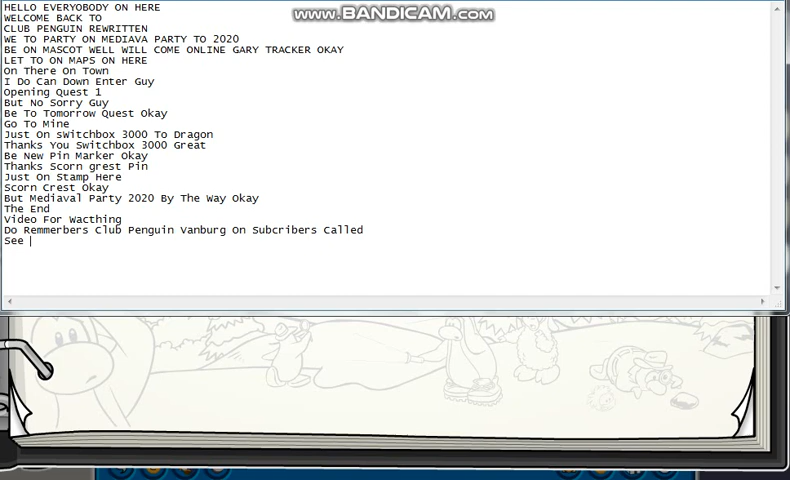 www.BANDICAM.com
HELLO EVERYOBODY ON HERE
WELCOME BACK TO
CLUB PENGUIN REWRITTEN
WE TO PARTY ON MEDIAVA PARTY TO 2020
BE ON MASCOT WELL WILL COME ONLINE GARY TRACKER OKAY
LET TO ON MAPS ON HERE
On There On Town
I Do Can Down Enter Guy
Opening Quest 1
But No Sorry Guy
Be To Tomorrow Quest Okay
Go To Mine
Just On sWitchbox 3000 To Dragon
Thanks You Switchbox 3000 Great
Be New Pin Marker Okay
Thanks Scorn grest Pin
Just On Stamp Here
Scorn Crest Okay
But Mediaval Party 2020 By The Way Okay
The End
Video For Wacthing
Do Remmerbers Club Penguin Vanburg On Subcribers Called
See